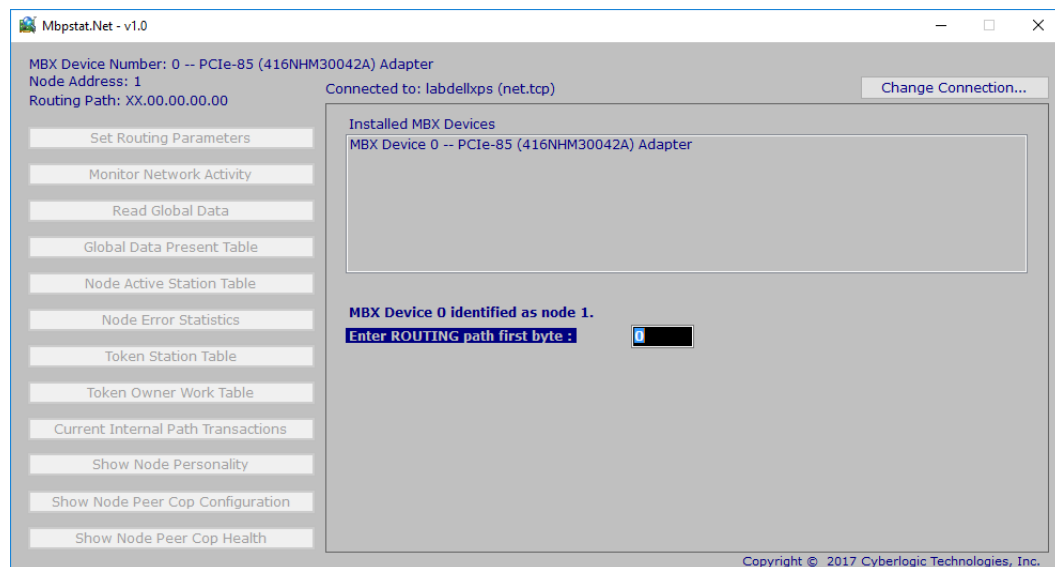 Mbpstat.Net - v1.0
MBX Device Number: 0 -- PCIe-85 (416NHM30042A) Adapter
Node Address: 1
Routing Path: XX.00.00.00.00
Connected to: labdellxps (net.tcp)
Change Connection...
Set Routing Parameters
Monitor Network Activity
Read Global Data
Global Data Present Table
Node Active Station Table
Node Error Statistics
Token Station Table
Token Owner Work Table
Current Internal Path Transactions
Show Node Personality
Show Node Peer Cop Configuration
Show Node Peer Cop Health
Installed MBX Devices
MBX Device 0 -- PCIe-85 (416NHM30042A) Adapter
MBX Device 0 identified as node 1.
Enter ROUTING path first byte : 0
Copyright © 2017 Cyberlogic Technologies, Inc.